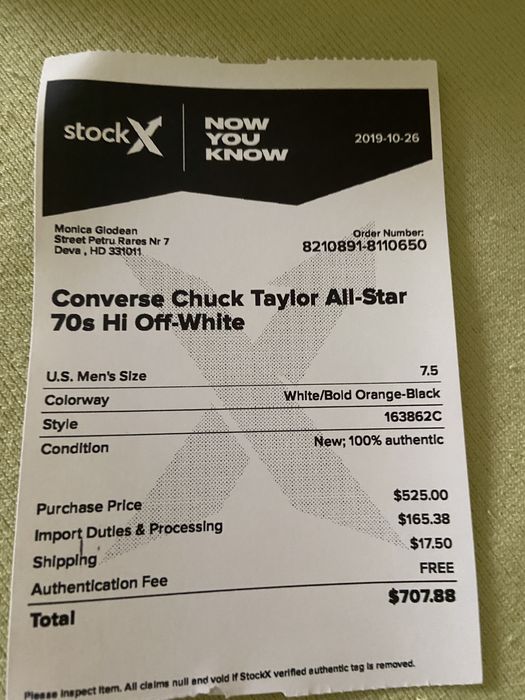 stockX
NOW
YOU
KNOW
2019-10-26
Monica Glodean
Street Petru Rares Nr 7
Deva , HD 331011
Order Number:
8210891-8110650
Converse Chuck Taylor All-Star
70s Hi Off-White
U.S. Men's Size 7.5
Colorway White/Bold Orange-Black
Style 163862C
Condition New; 100% authentic
Purchase Price $525.00
Import Duties & Processing $165.38
Shipping $17.50
Authentication Fee FREE
Total $707.88
Please inspect item. All claims null and void if StockX verified authentic tag is removed.